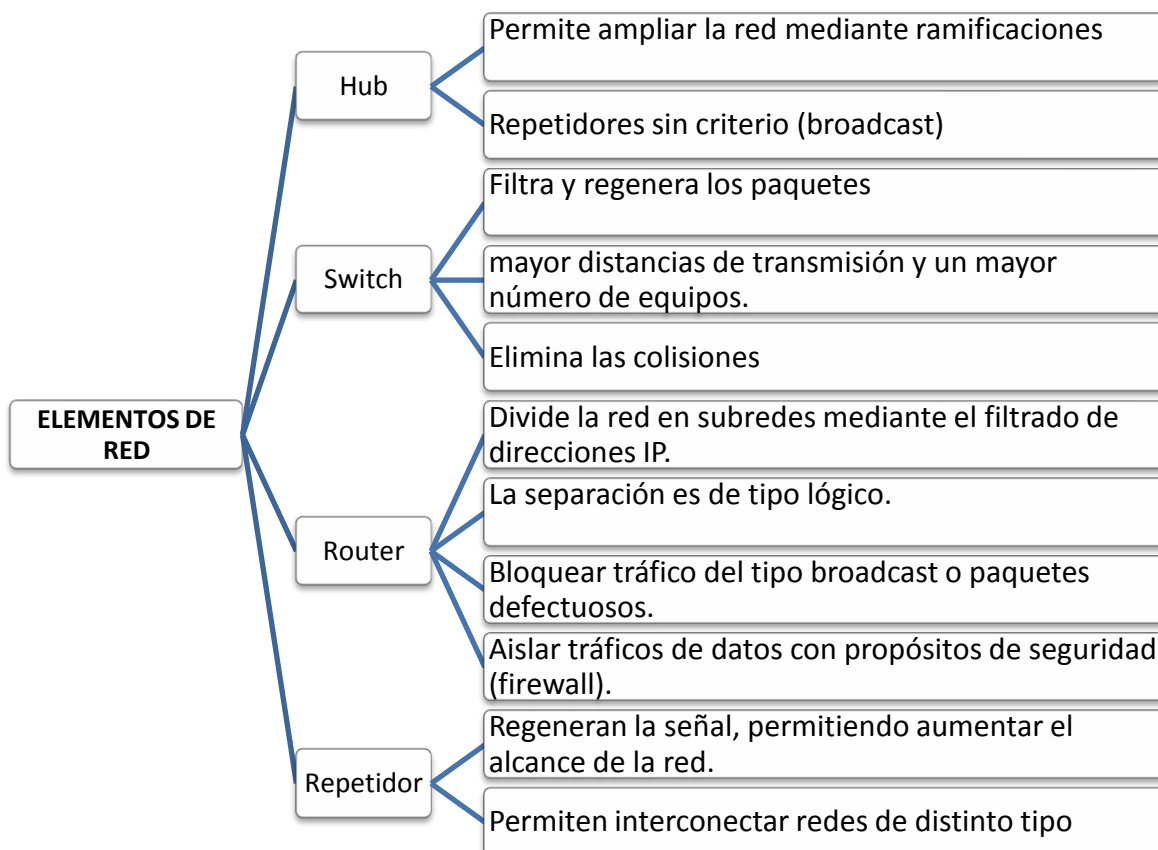 ELEMENTOS DE
RED
Hub
Permite ampliar la red mediante ramificaciones
Repetidores sin criterio (broadcast)
Switch
Filtra y regenera los paquetes
mayor distancias de transmisión y un mayor
número de equipos.
Elimina las colisiones
Router
Divide la red en subredes mediante el filtrado de
direcciones IP.
La separación es de tipo lógico.
Bloquear tráfico del tipo broadcast o paquetes
defectuosos.
Aislar tráficos de datos con propósitos de seguridad
(firewall).
Repetidor
Regeneran la señal, permitiendo aumentar el
alcance de la red.
Permiten interconectar redes de distinto tipo